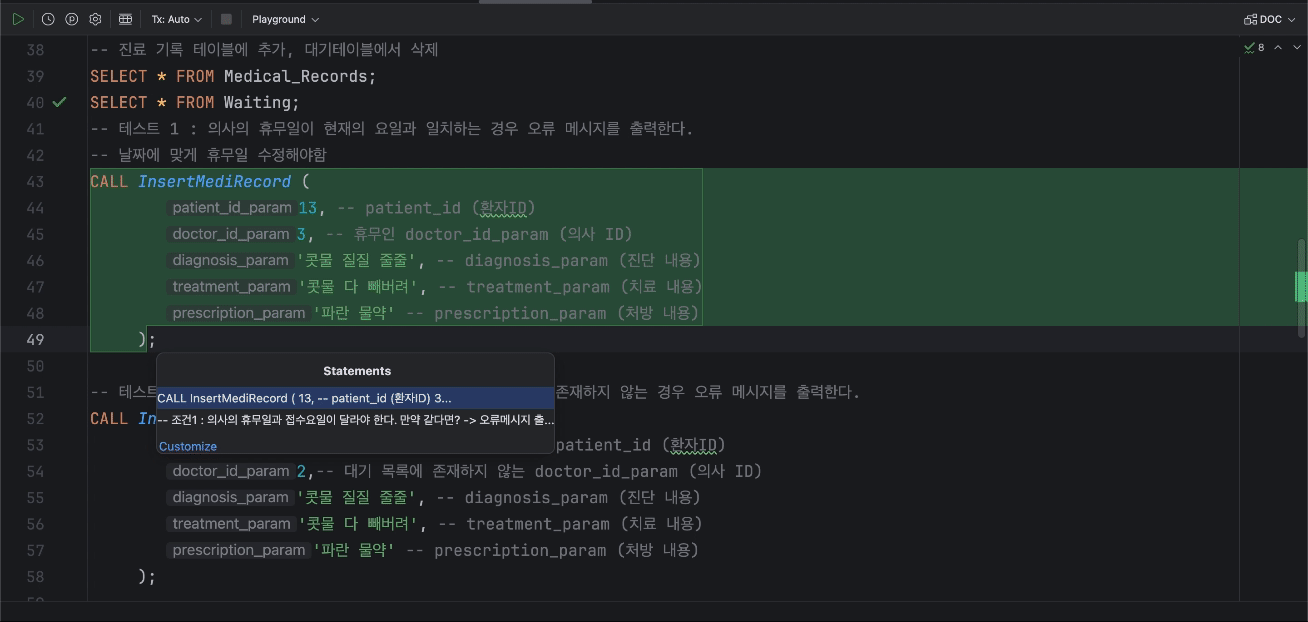 Tx: Auto Playground DOC
38 -- 진료 기록 테이블에 추가, 대기테이블에서 삭제 8
39 SELECT * FROM Medical_Records;
40 SELECT * FROM Waiting;
41 -- 테스트 1 : 의사의 휴무일이 현재의 요일과 일치하는 경우 오류 메시지를 출력한다.
42 -- 날짜에 맞게 휴무일 수정해야함
43 CALL InsertMediRecord (
44 patient_id_param 13, -- patient_id (환자ID)
45 doctor_id_param 3, -- 휴무인 doctor_id_param (의사 ID)
46 diagnosis_param '콧물 질질 줄줄', -- diagnosis_param (진단 내용)
47 treatment_param '콧물 다 빼버려', -- treatment_param (치료 내용)
48 prescription_param '파란 물약' -- prescription_param (처방 내용)
49 );
50
Statements
51 -- 테스트 존재하지 않는 경우 오류 메시지를 출력한다.
CALL InsertMediRecord ( 13, -- patient_id (환자ID) 3...
52 CALL In
-- 조건1 : 의사의 휴무일과 접수요일이 달라야 한다. 만약 같다면? -> 오류메시지 출...
53 patient_id (환자ID)
Customize
54 doctor_id_param 2,-- 대기 목록에 존재하지 않는 doctor_id_param (의사 ID)
55 diagnosis_param '콧물 질질 줄줄', -- diagnosis_param (진단 내용)
56 treatment_param '콧물 다 빼버려', -- treatment_param (치료 내용)
57 prescription_param '파란 물약' -- prescription_param (처방 내용)
58 );